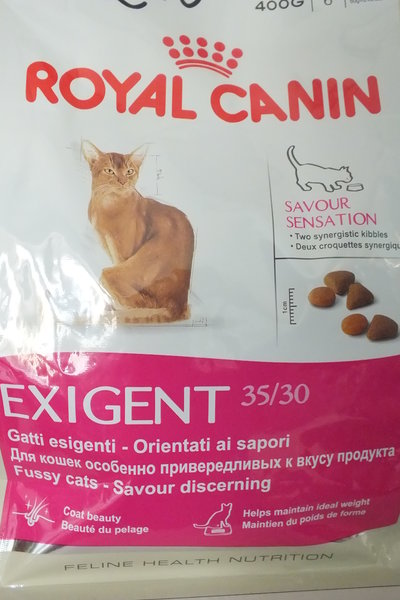 400G
ROYAL CANIN
SAVOUR
SENSATION
• Two synergistic kibbles
• Deux croquettes
1cm
EXIGENT 35/30
Gatti esigenti - Orientati ai sapori
Для кошек особенно привередливых к вкусу продукта
Fussy cats - Savour discerning
Coat beauty
Beauté du pelage
Helps maintain ideal weight
Maintien du poids de forme
FELINE HEALTH NUTRITION